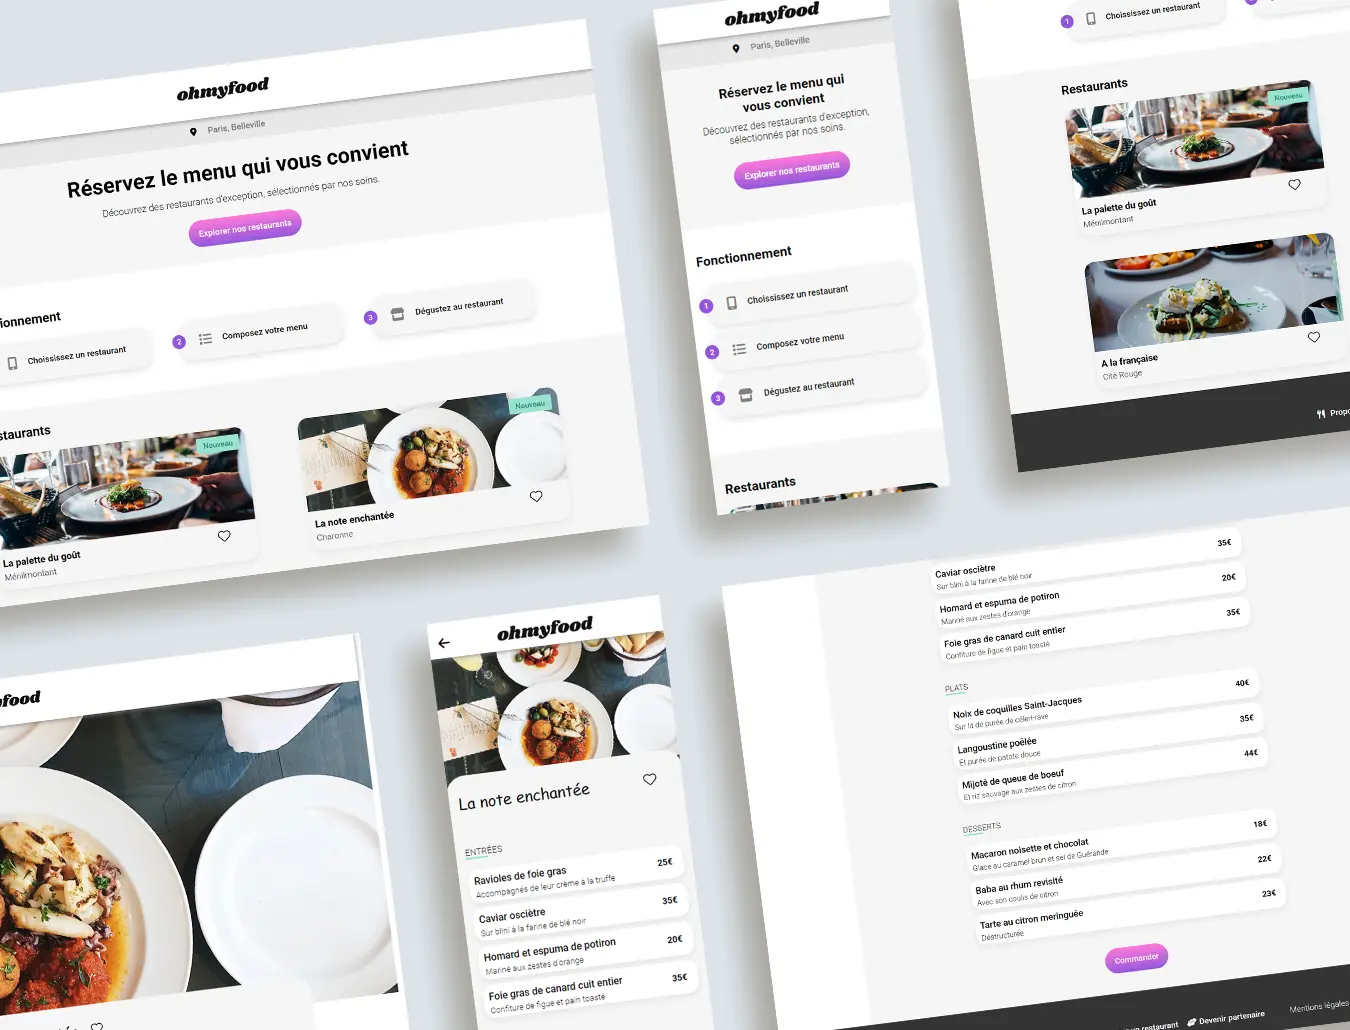 ohmyfood
Paris, Belleville
Réservez le menu qui vous convient
Découvrez des restaurants d'exception, sélectionnés par nos soins.
Explorer nos restaurants
ionnement
Choississez un restaurant
2 Composez votre menu
3 Dégustez au restaurant
staurants
Nouveau
La palette du goût
Ménilmontant
Nouveau
La note enchantée
Charonne
ohmyfood
Paris, Belleville
Réservez le menu qui
vous convient
Découvrez des restaurants d'exception,
sélectionnés par nos soins.
Explorer nos restaurants
Fonctionnement
1 Choississez un restaurant
2 Composez votre menu
3 Dégustez au restaurant
Restaurants
1 Choississez un restaurant
Restaurants
Nouveau
La palette du goût
Ménilmontant
A la française
Cité Rouge
Propo
yfood
ohmyfood
La note enchantée
ENTRÉES
Ravioles de foie gras 25€
Accompagnés de leur crème à la truffe
Caviar osciètre 35€
Sur blini à la farine de blé noir
Homard et espuma de potiron 20€
Mariné aux zestes d'orange
Foie gras de canard cuit entier 35€
Confiture de figue et pain toasté
Caviar osciètre 35€
Sur blini à la farine de blé noir
Homard et espuma de potiron 20€
Mariné aux zestes d'orange
Foie gras de canard cuit entier 35€
Confiture de figue et pain toasté
PLATS
Noix de coquilles Saint-Jacques 40€
Sur lit de purée de céleri-rave
Langoustine poêlée 35€
Et purée de patate douce
Mijoté de queue de boeuf 44€
Et riz sauvage aux zestes de citron
DESSERTS
Macaron noisette et chocolat 18€
Glace au caramel brun et sel de Guérande
Baba au rhum revisité 22€
Avec son coulis de citron
Tarte au citron meringuée 23€
Déstructurée
Commander
un restaurant Devenir partenaire Mentions légales